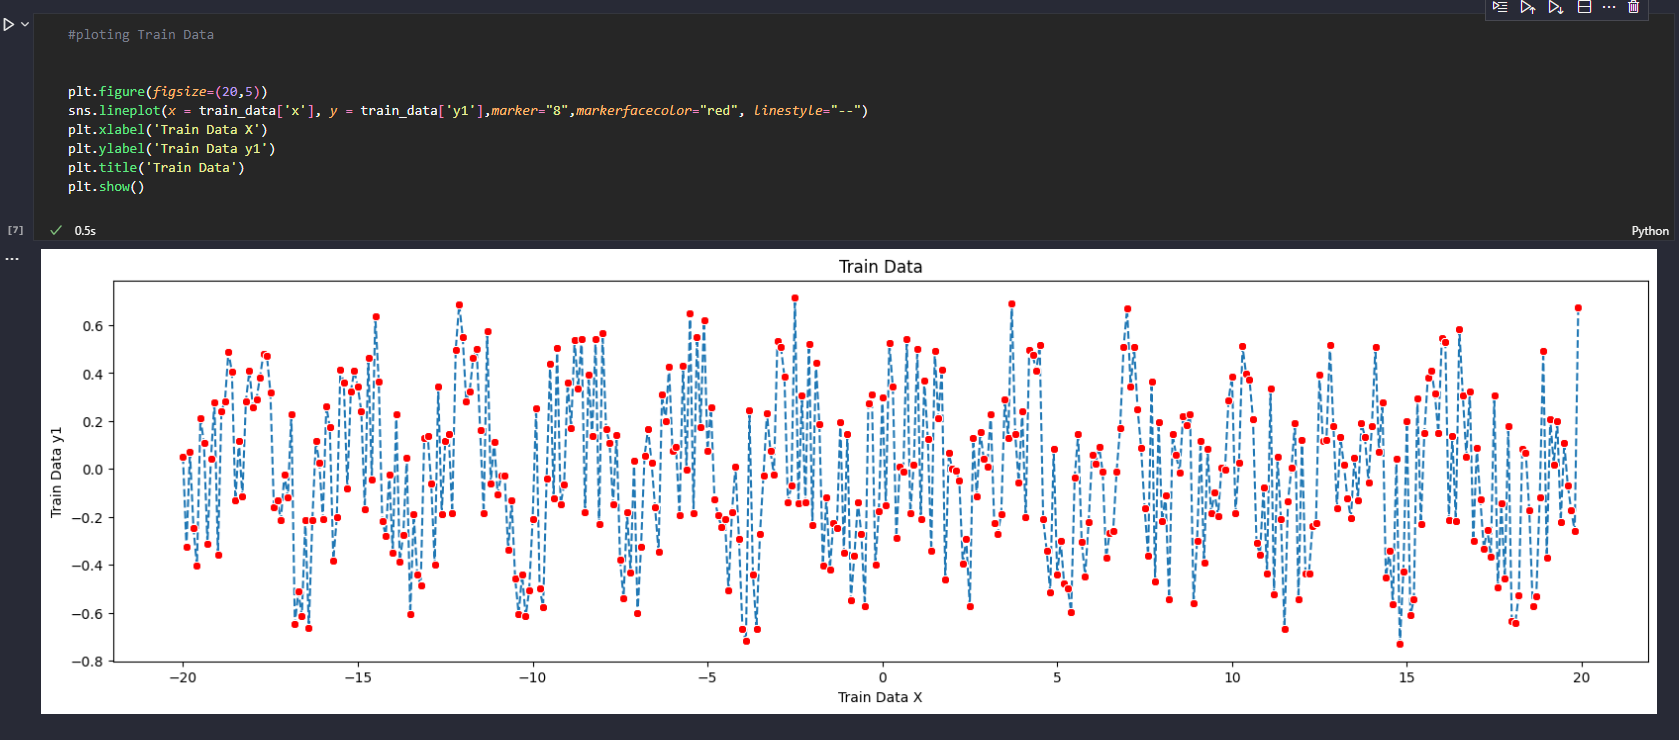 #ploting Train Data
plt.figure(figsize=(20,5))
sns.lineplot(x = train_data['x'], y = train_data['y1'],marker="8",markerfacecolor="red", linestyle="--")
plt.xlabel('Train Data X')
plt.ylabel('Train Data y1')
plt.title('Train Data')
plt.show()
[7]
0.5s
Python
Train Data
0.6
0.4
0.2
0.0
−0.2
−0.4
−0.6
−0.8
Train Data y1
−20 −15 −10 −5 0 5 10 15 20
Train Data X